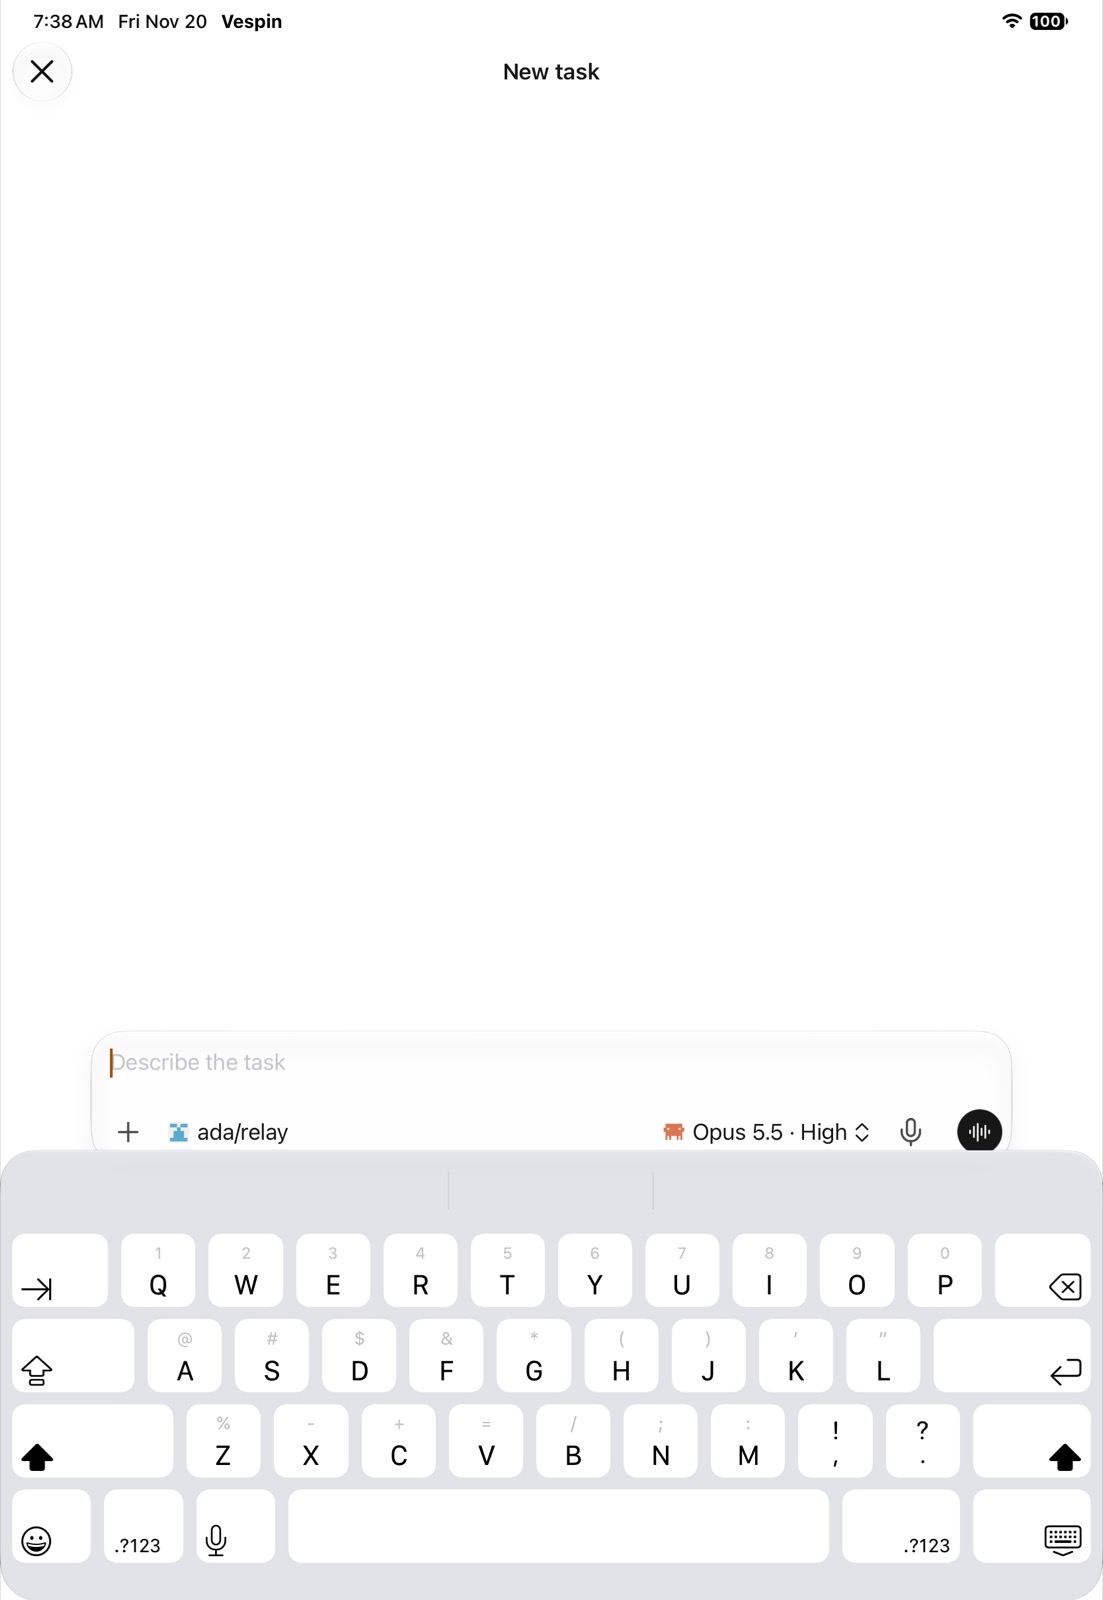 7:38 AM Fri Nov 20 Vespin 100
New task
Describe the task
ada/relay Opus 5.5 · High
1 2 3 4 5 6 7 8 9 0
Q W E R T Y U I O P
@ # $ & * ( ) ' "
A S D F G H J K L
% - + = / ; : ! ?
Z X C V B N M , .
.?123 .?123